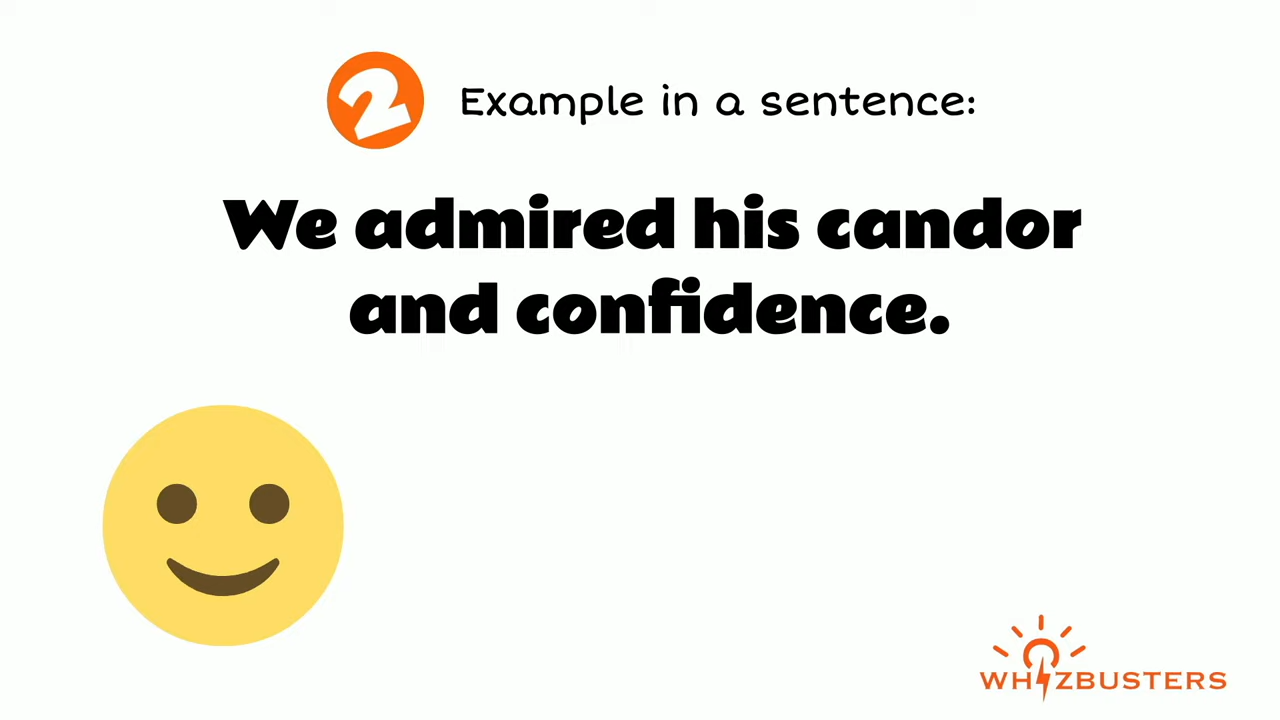 2 Example in a sentence:
We admired his candor
and confidence.
WHIZBUSTERS